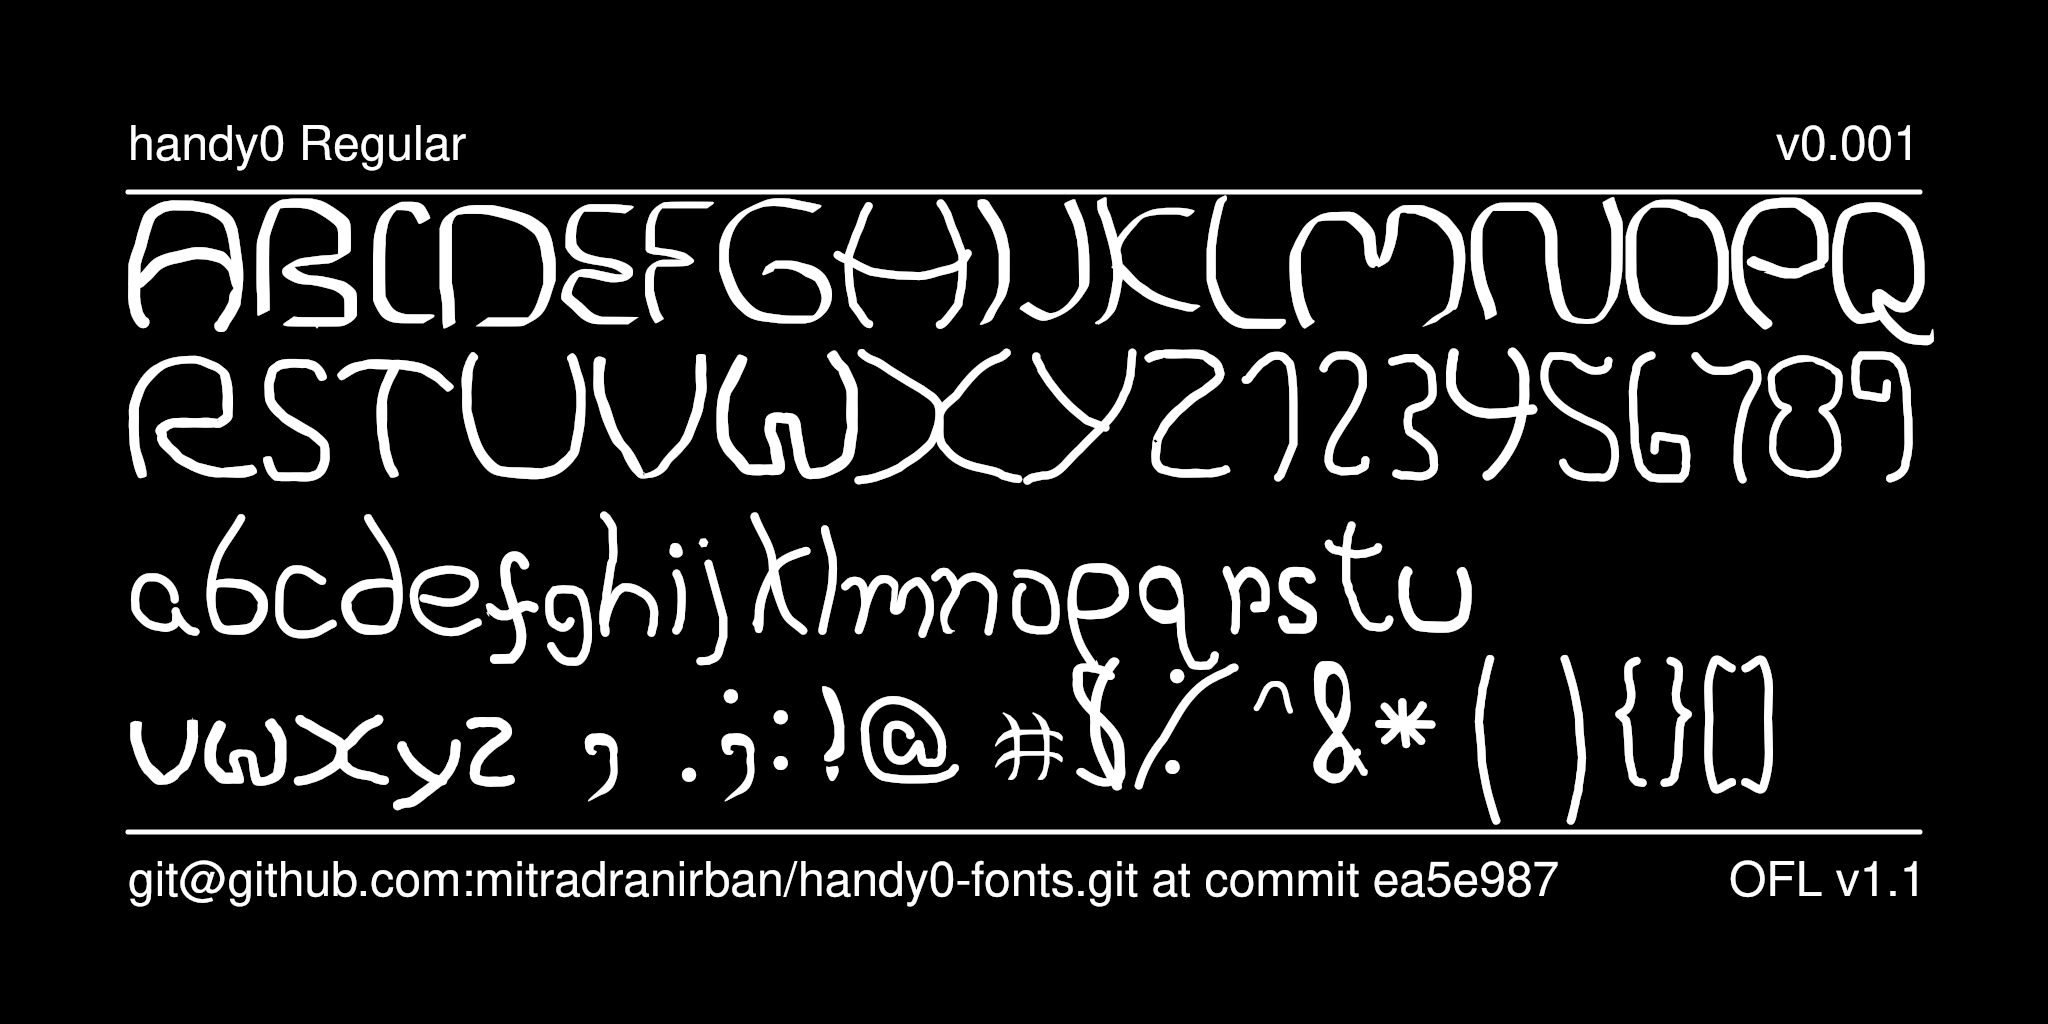 handy0 Regular
v0.001
ABCDEFGHIJKLMNOPQ
RSTUVWXYZ123456789
abcdefghijklmnopqrstu
vwxyz , . ; : ! @ # $ % ^ & * ( ) { } [ ]
git@github.com:mitradranirban/handy0-fonts.git at commit ea5e987
OFL v1.1